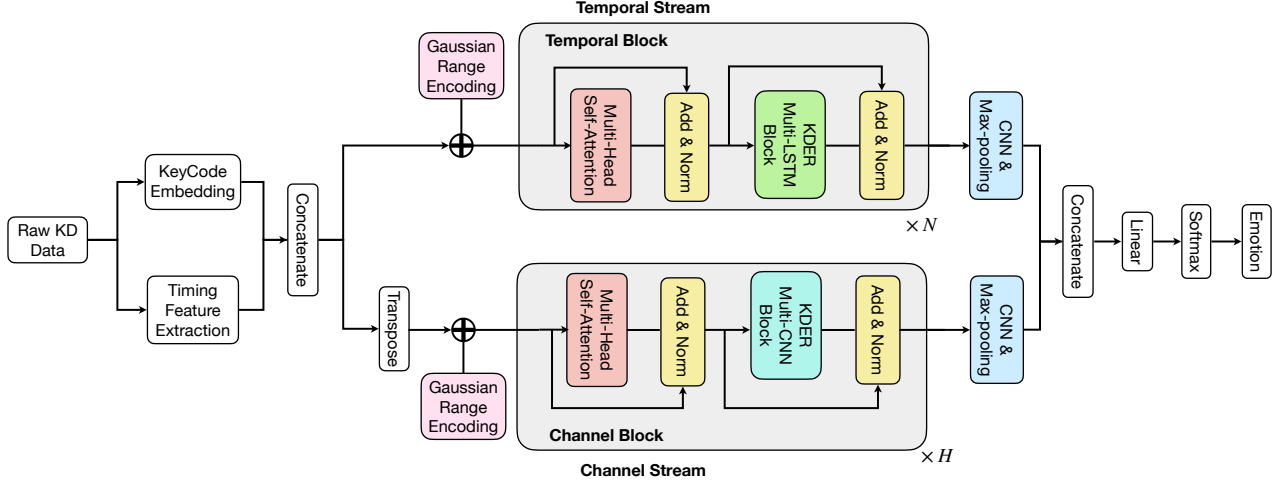 Temporal Stream
Temporal Block
Gaussian
Range
Encoding
Multi-Head
Self-Attention
Add & Norm
KDER
Multi-LSTM
Block
Add & Norm
CNN &
Max-pooling
× N
Raw KD
Data
KeyCode
Embedding
Timing
Feature
Extraction
Concatenate
Transpose
Gaussian
Range
Encoding
Multi-Head
Self-Attention
Add & Norm
KDER
Multi-CNN
Block
Add & Norm
Channel Block
× H
Channel Stream
CNN &
Max-pooling
Concatenate
Linear
Softmax
Emotion